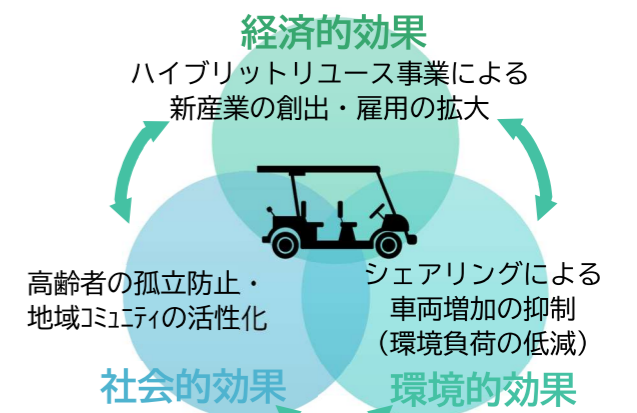 経済的効果
ハイブリットリユース事業による
新産業の創出・雇用の拡大
高齢者の孤立防止・
地域ｺﾐｭﾆﾃｨの活性化
シェアリングによる
車両増加の抑制
（環境負荷の低減）
社会的効果
環境的効果